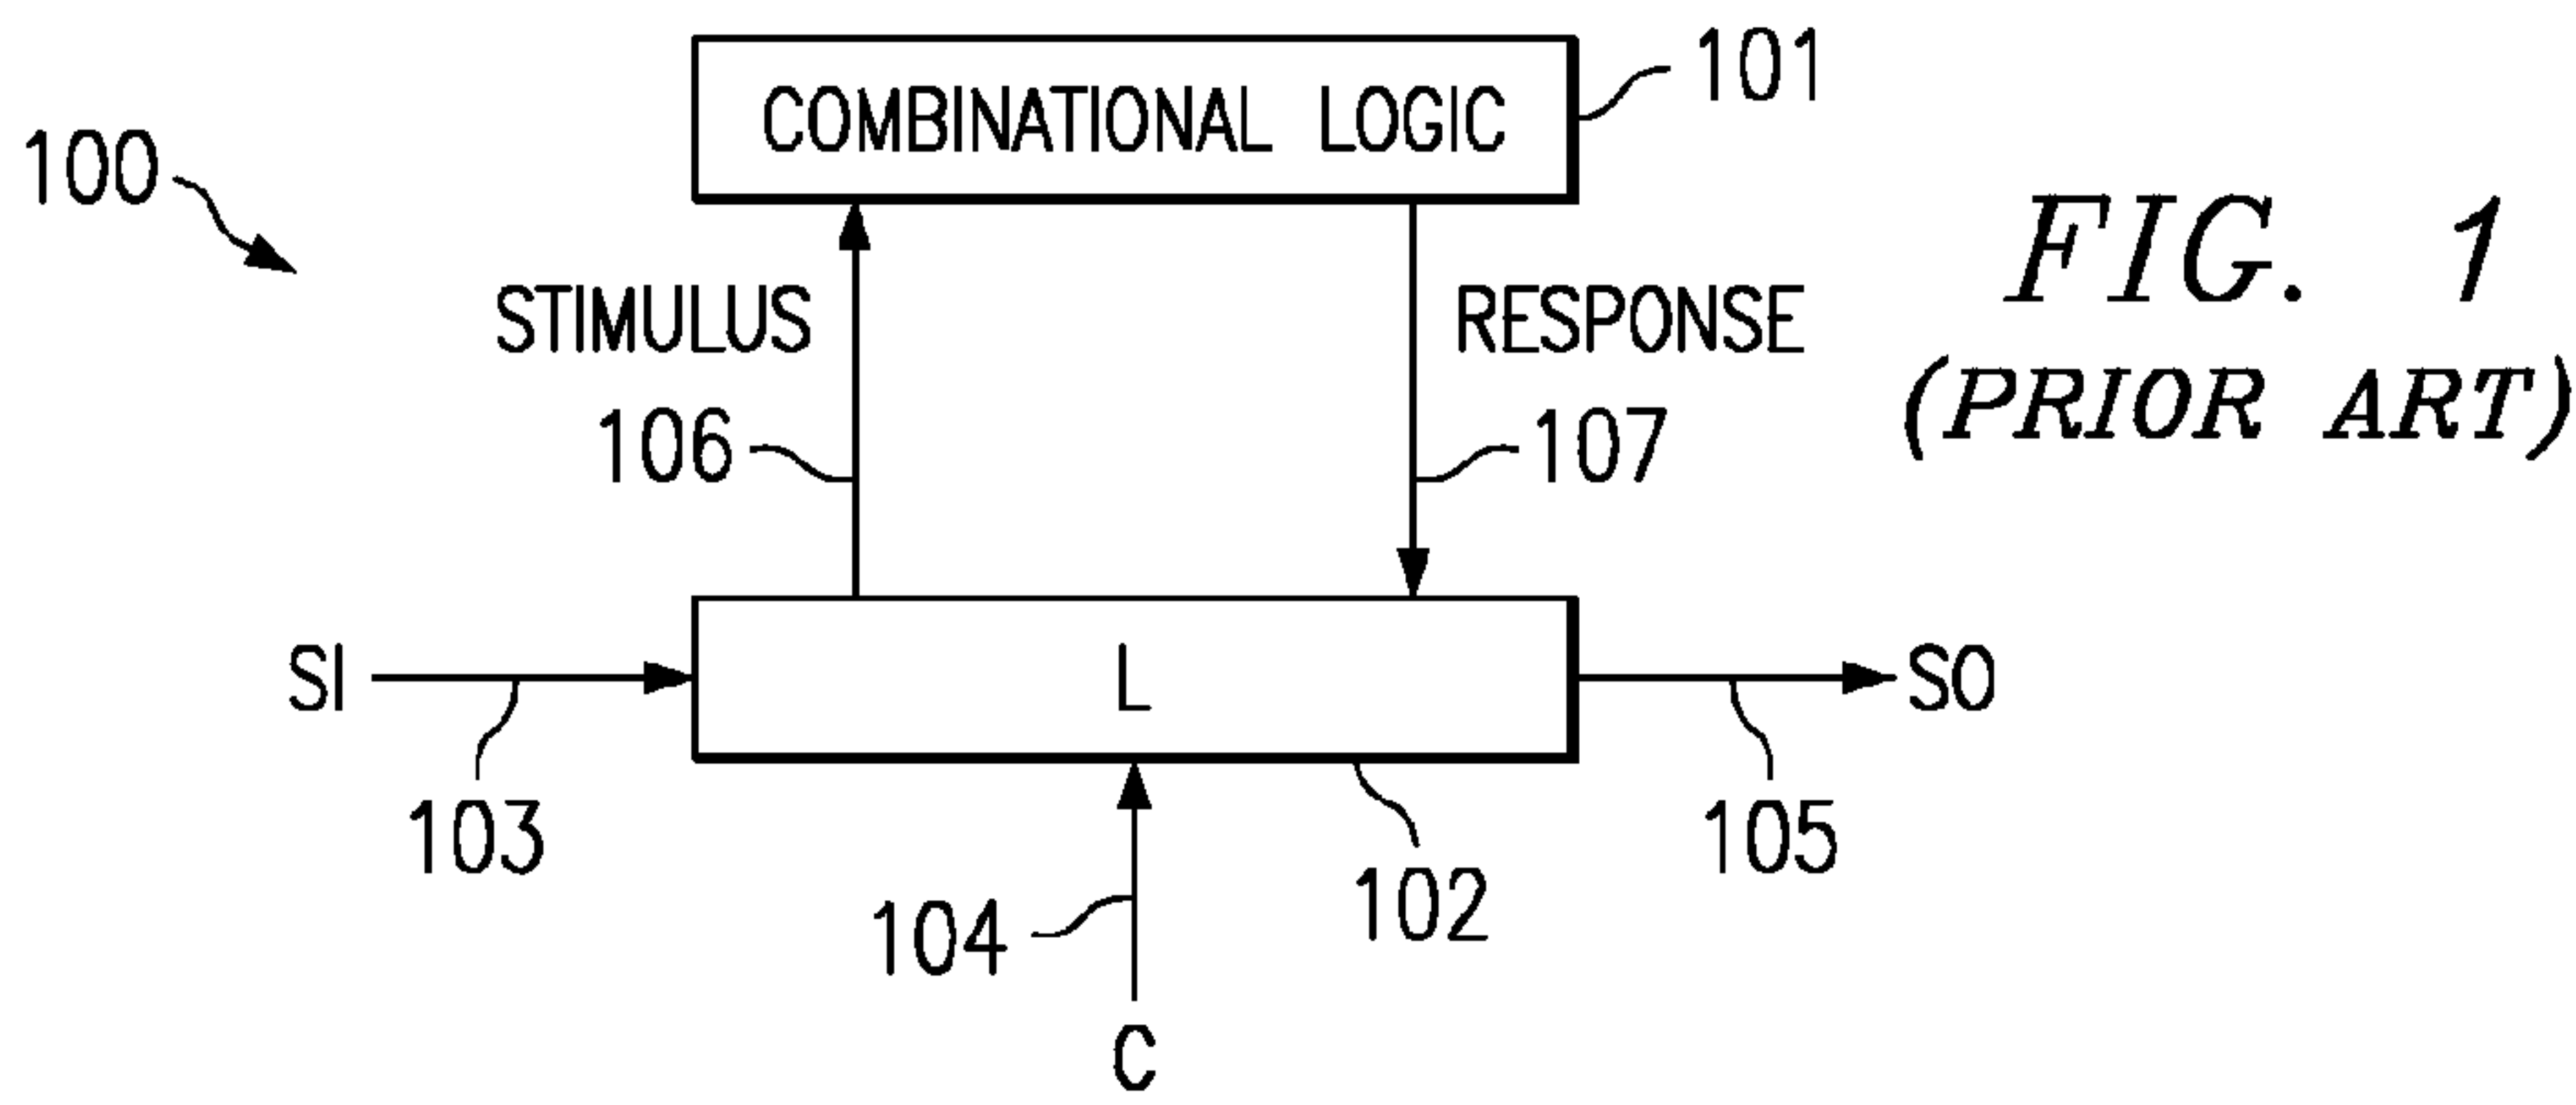 COMBINATIONAL LOGIC
101
100
FIG. 1
(PRIOR ART)
STIMULUS
RESPONSE
106
107
SI
L
SO
103
105
102
104
C